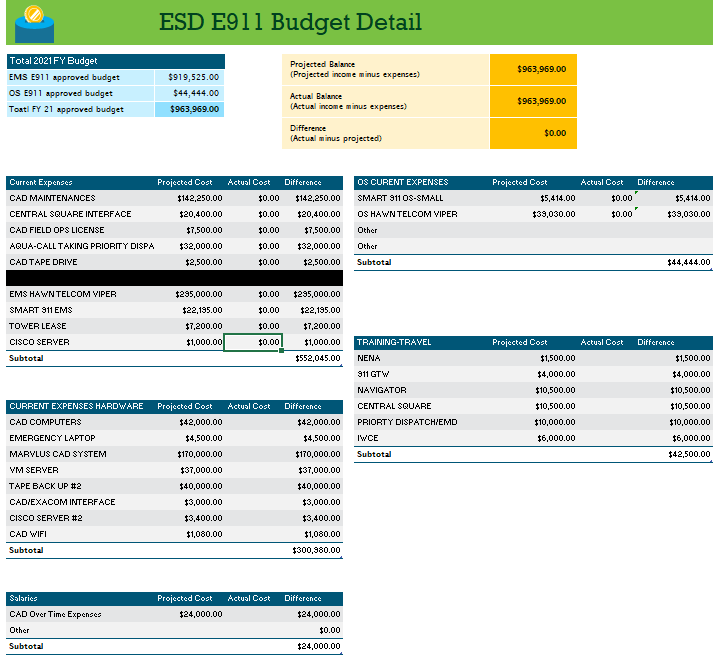 ESD E911 Budget Detail
Total 2021FY Budget
EMS E911 approved budget $919,525.00
OS E911 approved budget $44,444.00
Toatl FY 21 approved budget $963,969.00
Projected Balance
(Projected income minus expenses) $963,969.00
Actual Balance
(Actual income minus expenses) $963,969.00
Difference
(Actual minus projected) $0.00
Current Expenses Projected Cost Actual Cost Difference
CAD MAINTENANCES $142,250.00 $0.00 $142,250.00
CENTRAL SQUARE INTERFACE $20,400.00 $0.00 $20,400.00
CAD FIELD OPS LICENSE $7,500.00 $0.00 $7,500.00
AQUA-CALL TAKING PRIORITY DISPA $32,000.00 $0.00 $32,000.00
CAD TAPE DRIVE $2,500.00 $0.00 $2,500.00
EMS HAWN TELCOM VIPER $295,000.00 $0.00 $295,000.00
SMART 911 EMS $22,195.00 $0.00 $22,195.00
TOWER LEASE $7,200.00 $0.00 $7,200.00
CISCO SERVER $1,000.00 $0.00 $1,000.00
Subtotal $552,045.00
OS CURENT EXPENSES Projected Cost Actual Cost Difference
SMART 911 OS-SMALL $5,414.00 $0.00 $5,414.00
OS HAWN TELCOM VIPER $39,030.00 $0.00 $39,030.00
Other
Other
Subtotal $44,444.00
TRAINING-TRAVEL Projected Cost Actual Cost Difference
NENA $1,500.00 $1,500.00
911 GTW $4,000.00 $4,000.00
NAVIGATOR $10,500.00 $10,500.00
CENTRAL SQUARE $10,500.00 $10,500.00
PRIORTY DISPATCH/EMD $10,000.00 $10,000.00
IWCE $6,000.00 $6,000.00
Subtotal $42,500.00
CURRENT EXPENSES HARDWARE Projected Cost Actual Cost Difference
CAD COMPUTERS $42,000.00 $42,000.00
EMERGENCY LAPTOP $4,500.00 $4,500.00
MARVLUS CAD SYSTEM $170,000.00 $170,000.00
VM SERVER $37,000.00 $37,000.00
TAPE BACK UP #2 $40,000.00 $40,000.00
CAD/EXACOM INTERFACE $3,000.00 $3,000.00
CISCO SERVER #2 $3,400.00 $3,400.00
CAD WIFI $1,080.00 $1,080.00
Subtotal $300,980.00
Salaries Projected Cost Actual Cost Difference
CAD Over Time Expenses $24,000.00 $24,000.00
Other $0.00
Subtotal $24,000.00